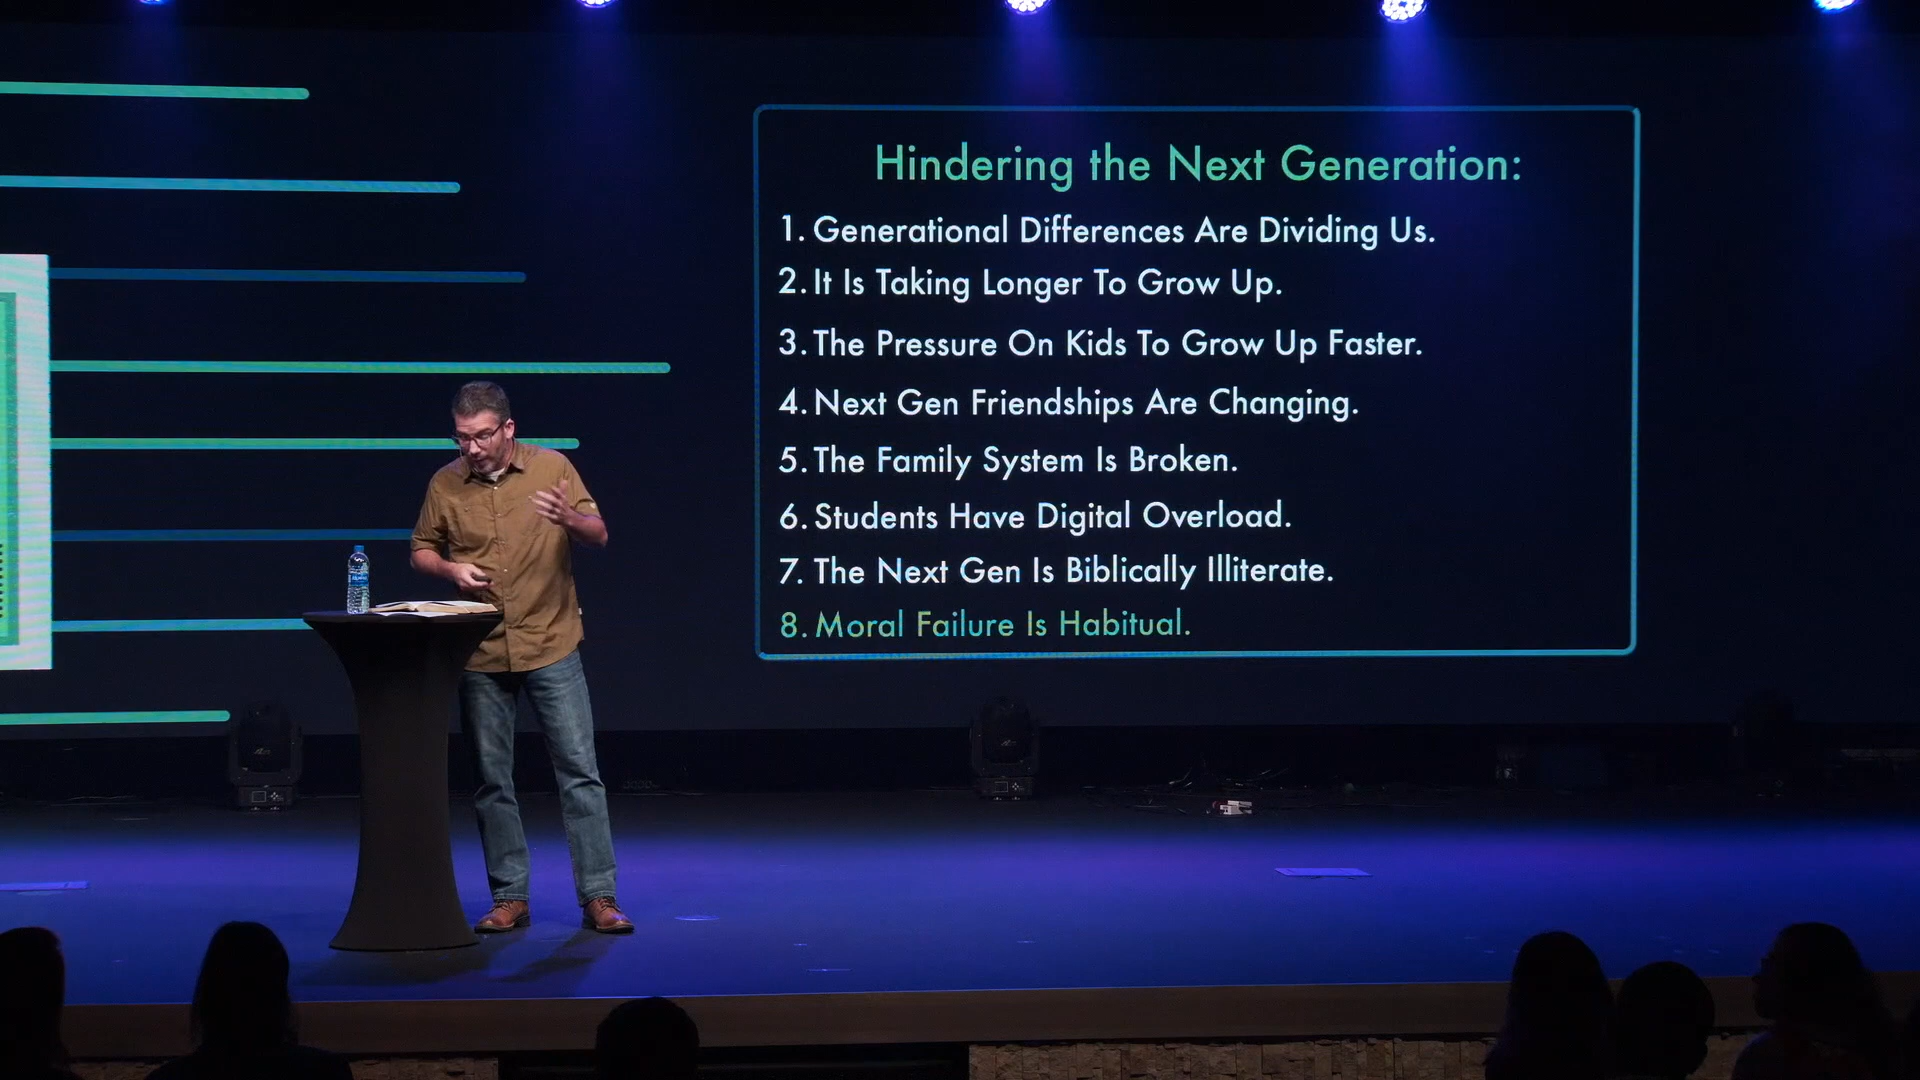 Hindering the Next Generation:
1. Generational Differences Are Dividing Us.
2. It Is Taking Longer To Grow Up.
3. The Pressure On Kids To Grow Up Faster.
4. Next Gen Friendships Are Changing.
5. The Family System Is Broken.
6. Students Have Digital Overload.
7. The Next Gen Is Biblically Illiterate.
8. Moral Failure Is Habitual.